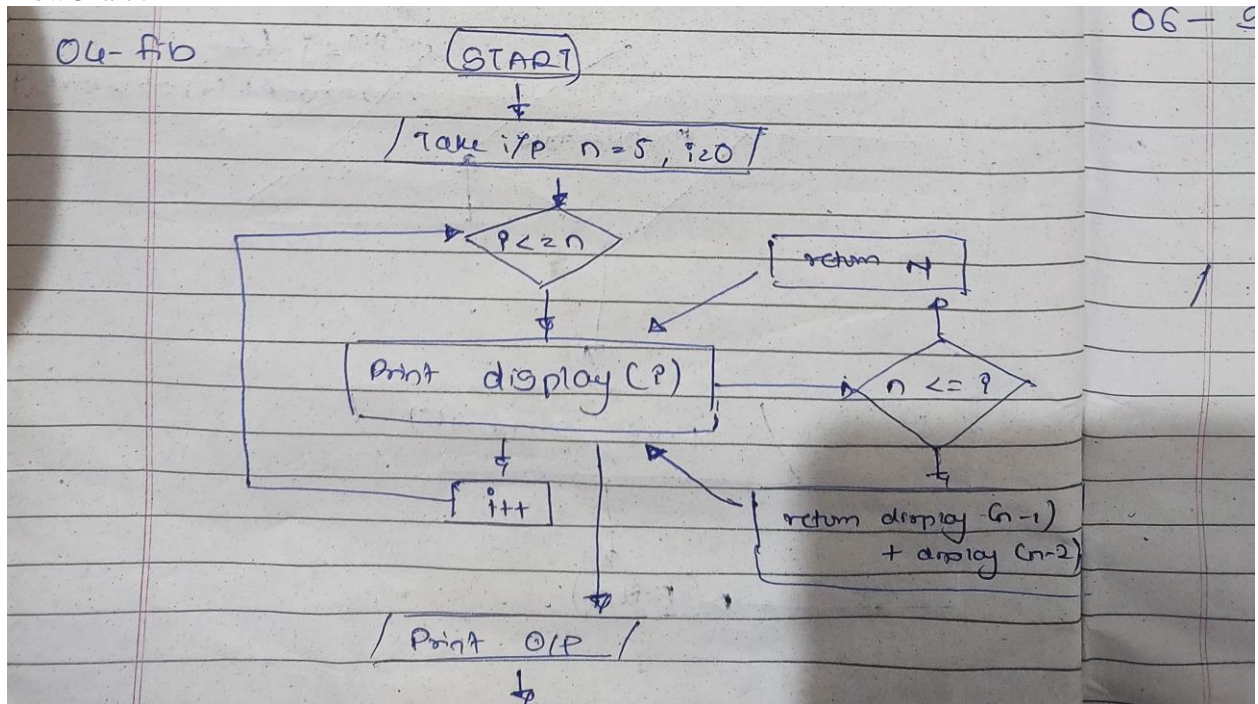 04-fib
06-
START
Take i/p n=5, i=0
i<=n
return N
Print display(i)
n <= i
i++
return display (n-1)
+ display (n-2)
Print O/P